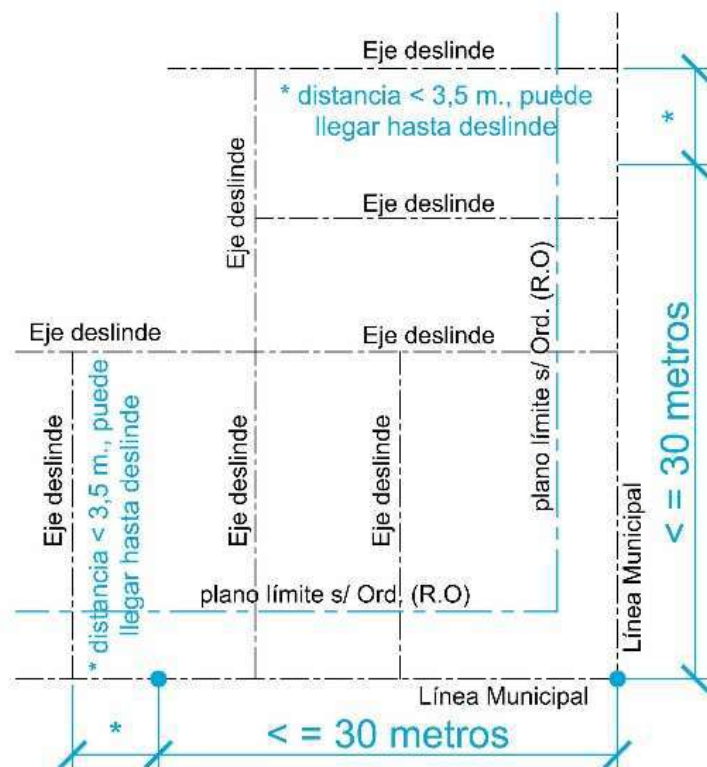 Eje deslinde
* distancia < 3,5 m., puede
llegar hasta deslinde
*
Eje deslinde
Eje deslinde
plano límite s/ Ord. (R.O)
< = 30 metros
Eje deslinde
Eje deslinde
Eje deslinde
* distancia < 3,5 m., puede
llegar hasta deslinde
Eje deslinde
Eje deslinde
Línea Municipal
plano límite s/ Ord. (R.O)
Línea Municipal
*
< = 30 metros